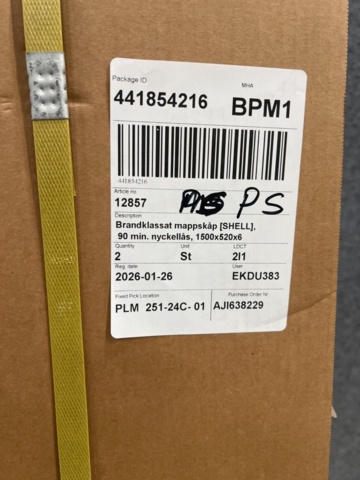 Package ID
MHA
441854216
BPM1
441854216
Article no
12857
PS
Description
Brandklassat mappskåp [SHELL],
90 min. nyckellås, 1500x520x6
Quantity Unit LDCT
2 St 2I1
Reg. date User
2026-01-26 EKDU383
Fixed Pick Location Purchase Order Nr
PLM 251-24C- 01 AJI638229